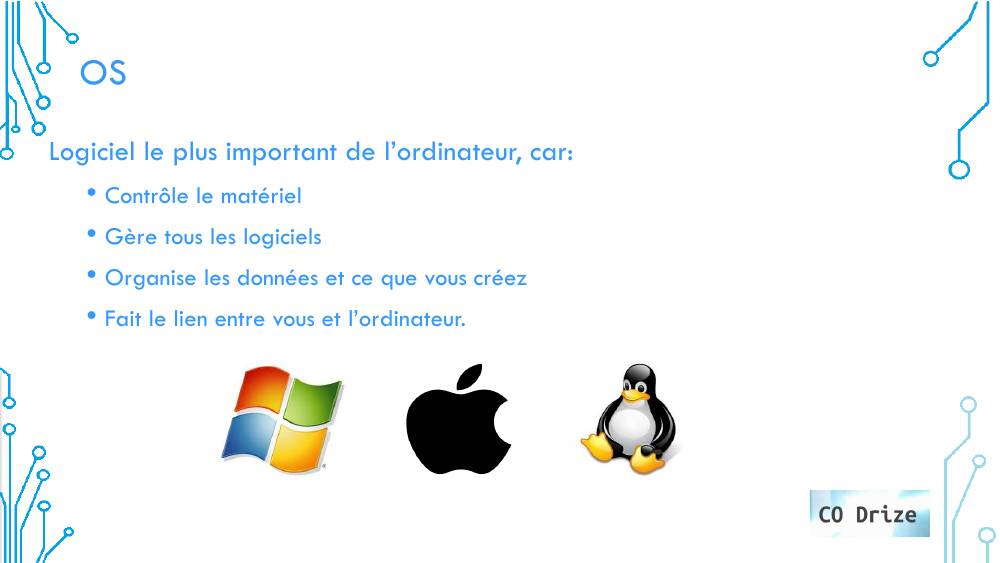 OS
Logiciel le plus important de l’ordinateur, car:
• Contrôle le matériel
• Gère tous les logiciels
• Organise les données et ce que vous créez
• Fait le lien entre vous et l’ordinateur.
CO Drize